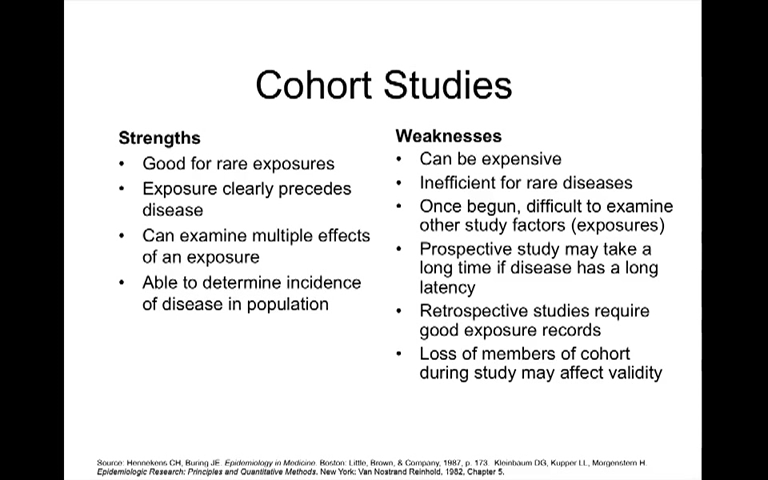 Cohort Studies
Strengths
• Good for rare exposures
• Exposure clearly precedes
disease
• Can examine multiple effects
of an exposure
• Able to determine incidence
of disease in population
Weaknesses
• Can be expensive
• Inefficient for rare diseases
• Once begun, difficult to examine
other study factors (exposures)
• Prospective study may take a
long time if disease has a long
latency
• Retrospective studies require
good exposure records
• Loss of members of cohort
during study may affect validity
Source: Hennekens CH, Buring JE. Epidemiology in Medicine. Boston: Little, Brown, & Company, 1987, p. 173. Kleinbaum DG, Kupper LL, Morgenstern H.
Epidemiologic Research: Principles and Quantitative Methods. New York: Van Nostrand Reinhold, 1982, Chapter 5.